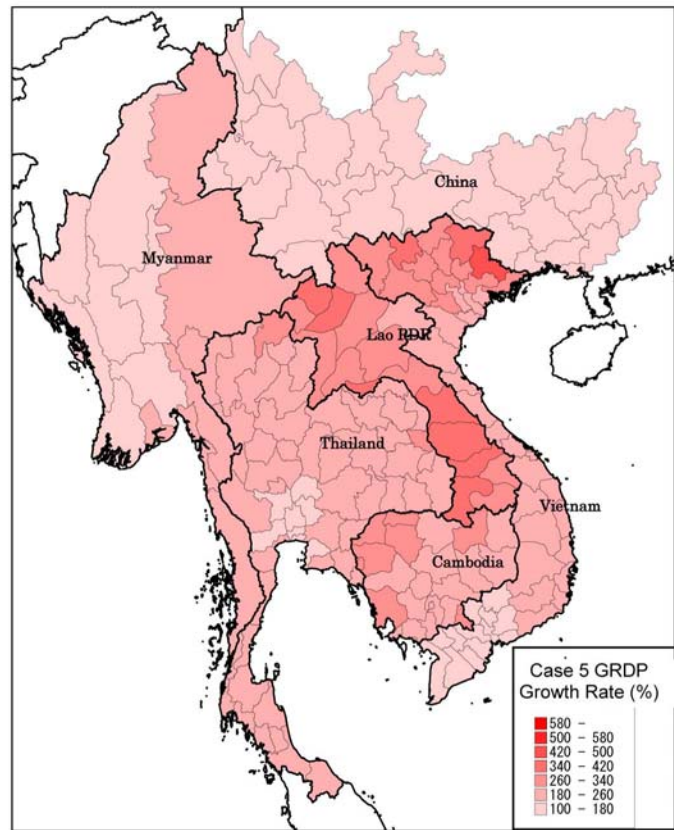 China
Myanmar
Lao PDR
Thailand
Vietnam
Cambodia
Case 5 GRDP
Growth Rate (%)
580 -
500 - 580
420 - 500
340 - 420
260 - 340
180 - 260
100 - 180